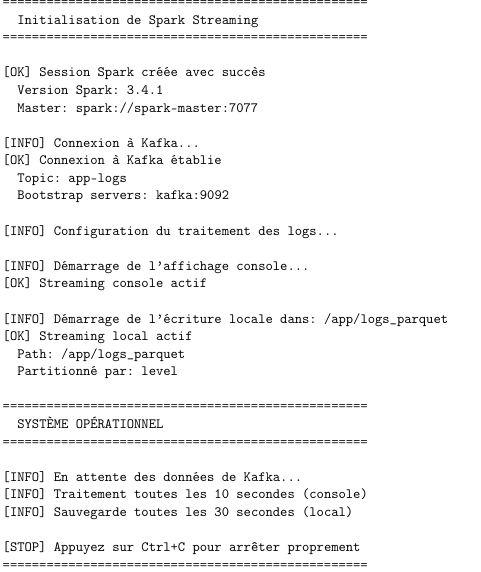 ==================================================
  Initialisation de Spark Streaming
==================================================

[OK] Session Spark créée avec succès
  Version Spark: 3.4.1
  Master: spark://spark-master:7077

[INFO] Connexion à Kafka...
[OK] Connexion à Kafka établie
  Topic: app-logs
  Bootstrap servers: kafka:9092

[INFO] Configuration du traitement des logs...

[INFO] Démarrage de l'affichage console...
[OK] Streaming console actif

[INFO] Démarrage de l'écriture locale dans: /app/logs_parquet
[OK] Streaming local actif
  Path: /app/logs_parquet
  Partitionné par: level

==================================================
  SYSTÈME OPÉRATIONNEL
==================================================

[INFO] En attente des données de Kafka...
[INFO] Traitement toutes les 10 secondes (console)
[INFO] Sauvegarde toutes les 30 secondes (local)

[STOP] Appuyez sur Ctrl+C pour arrêter proprement
==================================================